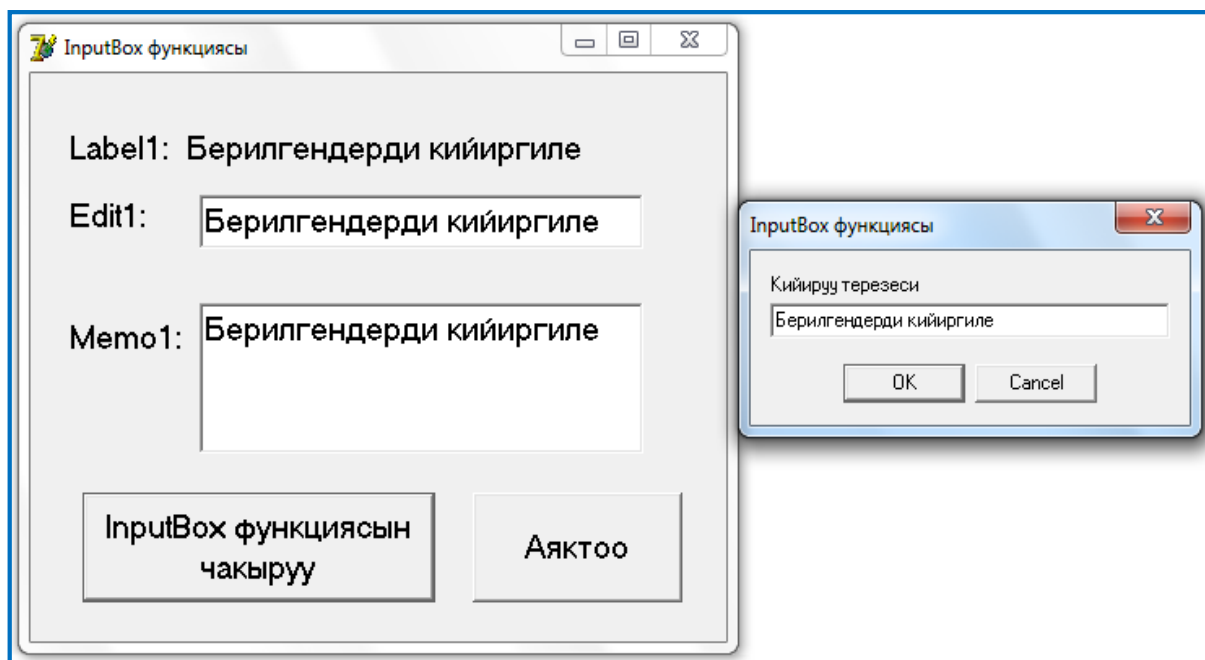 InputBox функциясы
Label1: Берилгендерди кийиргиле
Edit1: Берилгендерди кийиргиле
Memo1: Берилгендерди кийиргиле
InputBox функциясын
чакыруу
Аяктоо
InputBox функциясы
Кийируу терезеси
Берилгендерди кийиргиле
OK Cancel